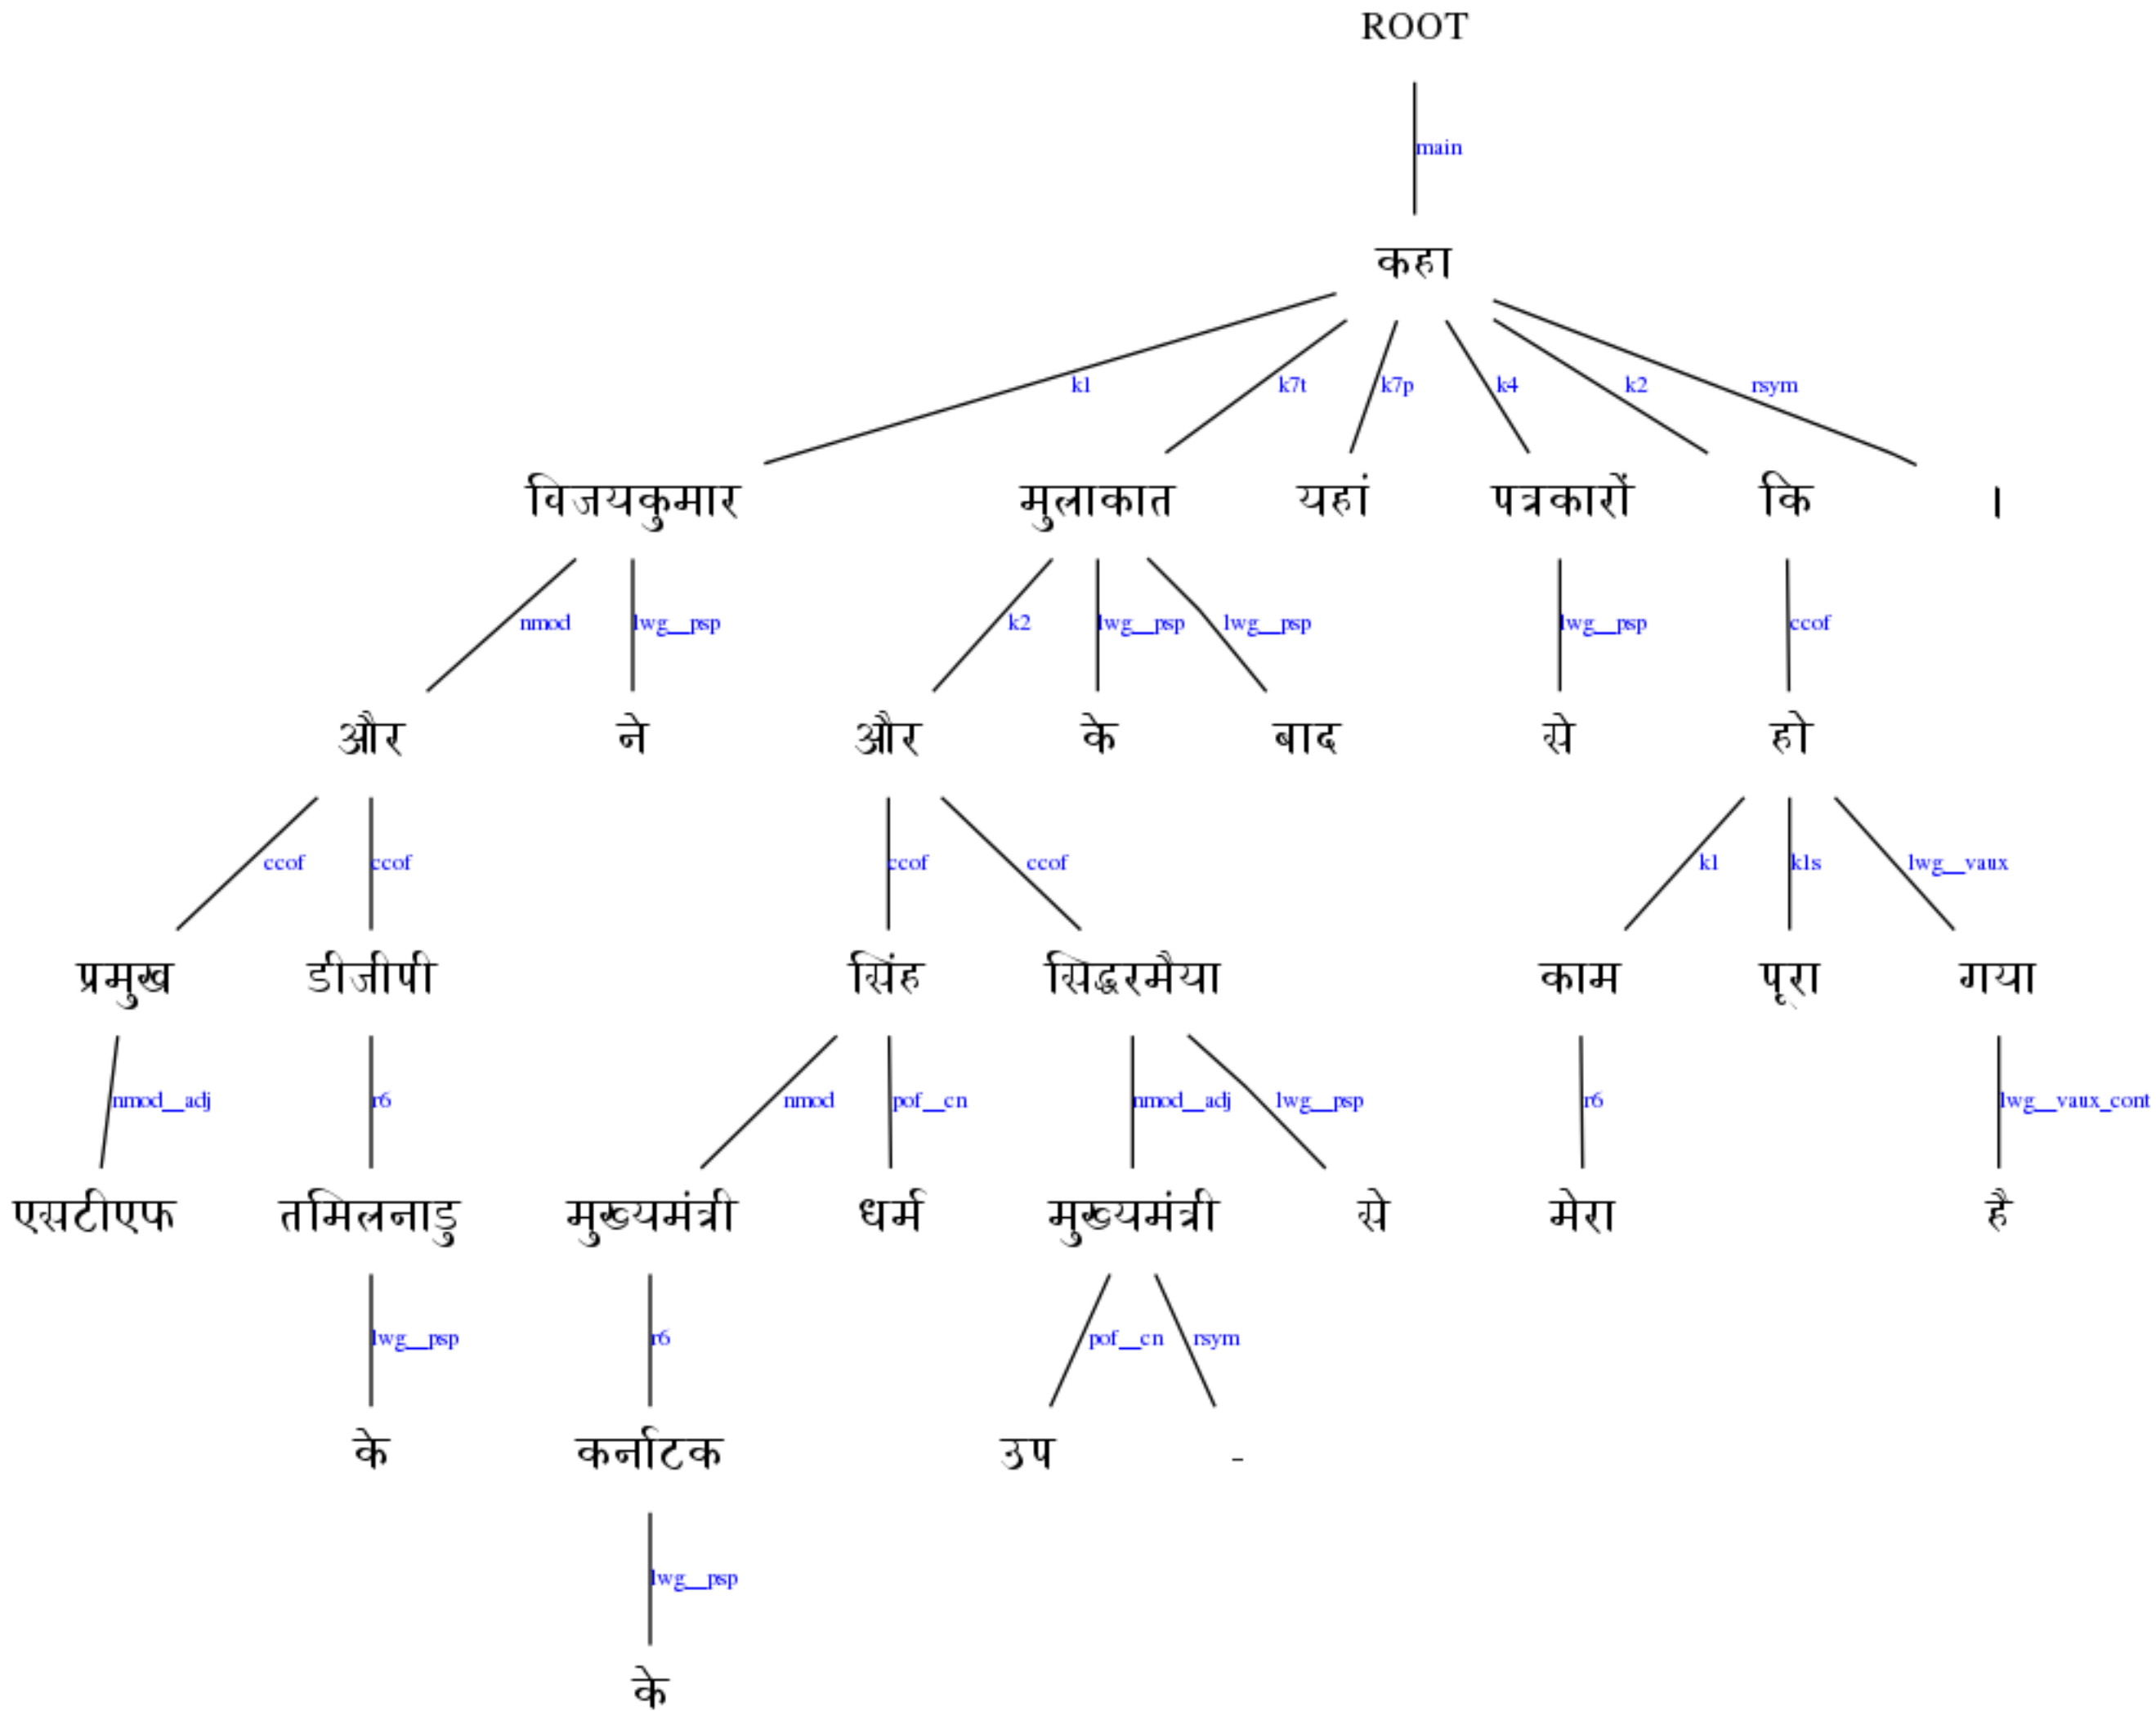 ROOT
main
कहा
k1 k7t k7p k4 k2 rsym
विजयकुमार मुलाकात यहां पत्रकारों कि ।
nmod lwg__psp k2 lwg__psp lwg__psp lwg__psp ccof
और ने और के बाद से हो
ccof ccof ccof ccof k1 k1s lwg__vaux
प्रमुख डीजीपी सिंह सिद्धरमैया काम पूरा गया
nmod__adj r6 nmod pof__cn nmod__adj lwg__psp r6 lwg__vaux_cont
एसटीएफ तमिलनाडु मुख्यमंत्री धर्म मुख्यमंत्री से मेरा है
lwg__psp r6 pof__cn rsym
के कर्नाटक उप -
lwg__psp
के